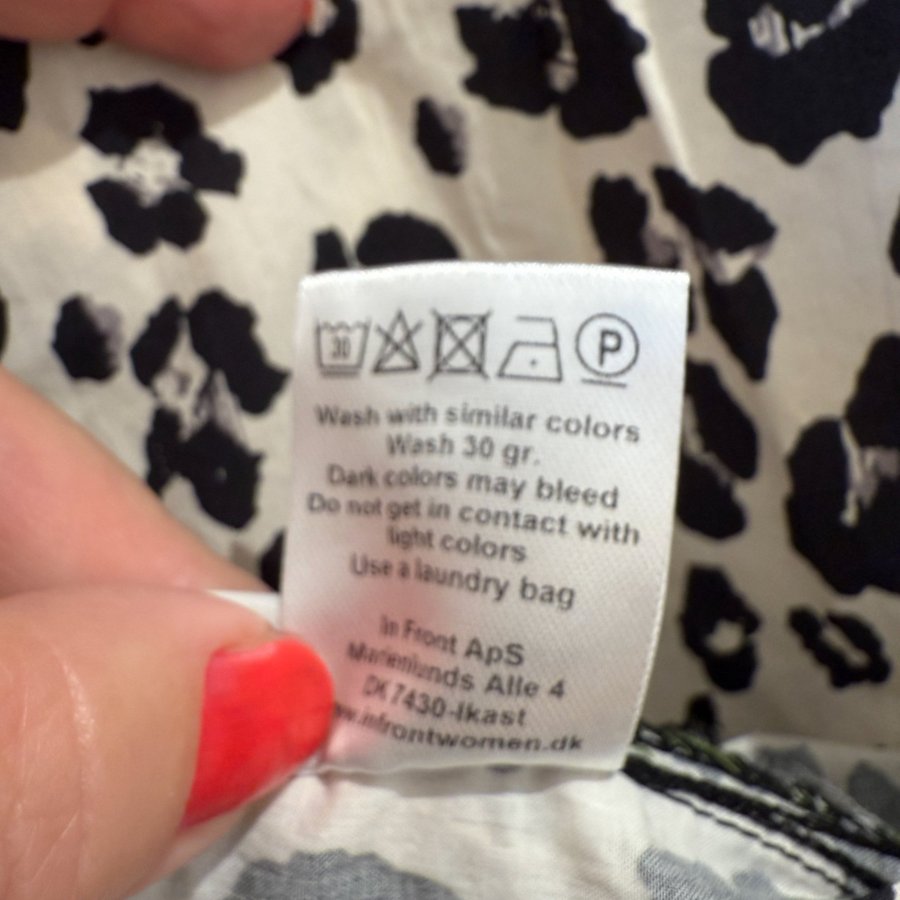 30 P
Wash with similar colors
Wash 30 gr.
Dark colors may bleed
Do not get in contact with
light colors
Use a laundry bag
In Front ApS
Marienlunds Alle 4
DK 7430-Ikast
www.infrontwomen.dk